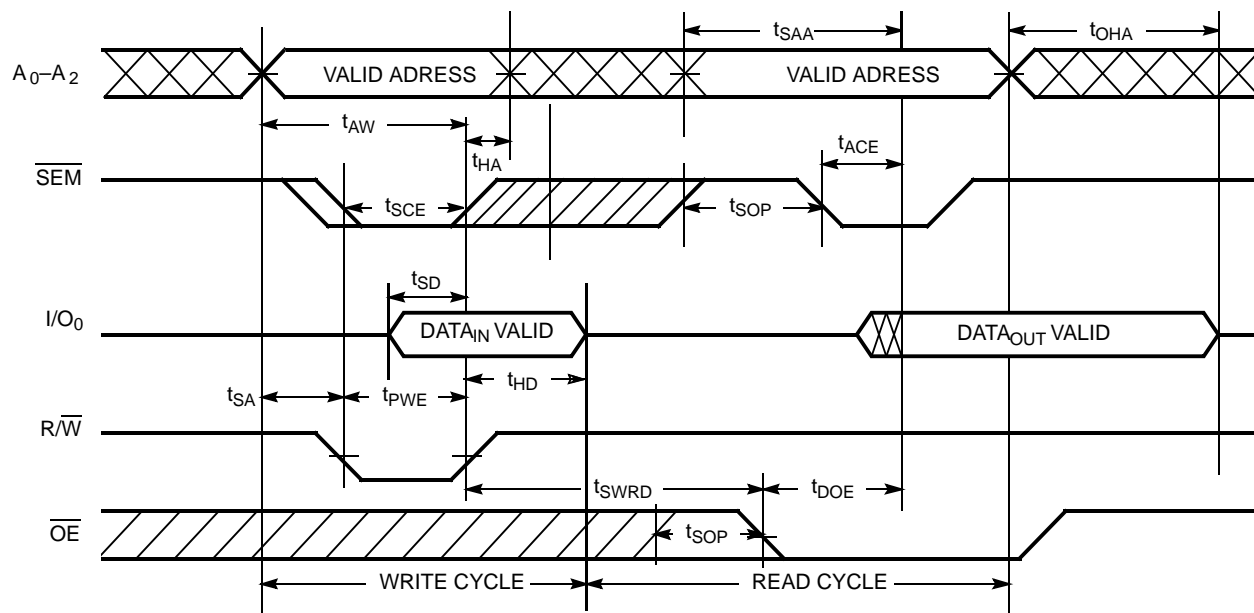 tSAA
tOHA
A0–A2
VALID ADRESS
VALID ADRESS
tAW
tHA
tACE
SEM
tSCE
tSOP
tSD
I/O0
DATAIN VALID
DATAOUT VALID
tHD
tSA
tPWE
R/W
tSWRD
tDOE
OE
tSOP
WRITE CYCLE
READ CYCLE